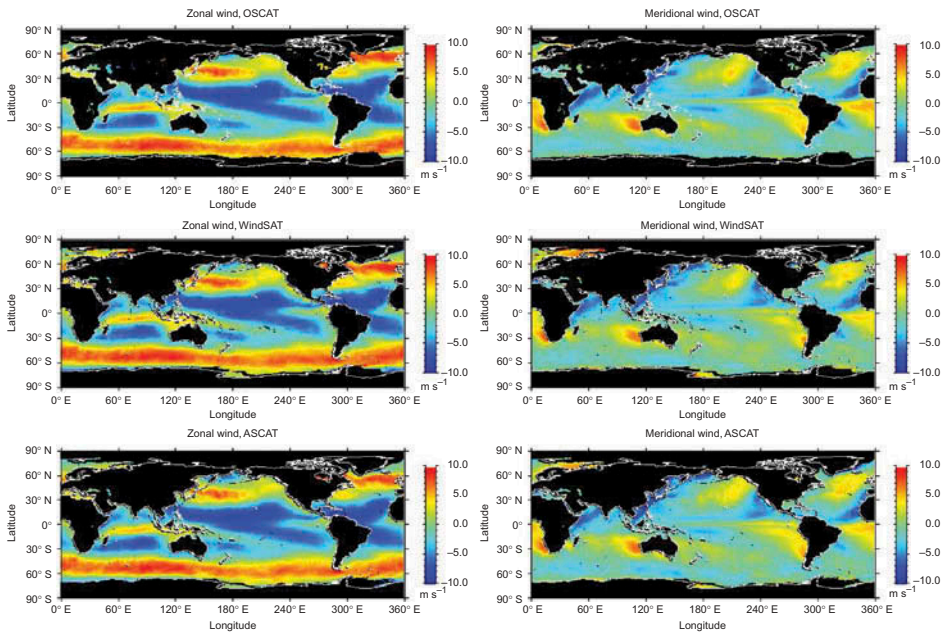 Zonal wind, OSCAT
Meridional wind, OSCAT
90° N
60° N
30° N
0°
30° S
60° S
90° S
Latitude
0° E
60° E
120° E
180° E
240° E
300° E
360° E
Longitude
10.0
5.0
0.0
−5.0
−10.0
m s−1
90° N
60° N
30° N
0°
30° S
60° S
90° S
Latitude
0° E
60° E
120° E
180° E
240° E
300° E
360° E
Longitude
10.0
5.0
0.0
−5.0
−10.0
m s−1
Zonal wind, WindSAT
Meridional wind, WindSAT
90° N
60° N
30° N
0°
30° S
60° S
90° S
Latitude
0° E
60° E
120° E
180° E
240° E
300° E
360° E
Longitude
10.0
5.0
0.0
−5.0
−10.0
m s−1
90° N
60° N
30° N
0°
30° S
60° S
90° S
Latitude
0° E
60° E
120° E
180° E
240° E
300° E
360° E
Longitude
10.0
5.0
0.0
−5.0
−10.0
m s−1
Zonal wind, ASCAT
Meridional wind, ASCAT
90° N
60° N
30° N
0°
30° S
60° S
90° S
Latitude
0° E
60° E
120° E
180° E
240° E
300° E
360° E
Longitude
10.0
5.0
0.0
−5.0
−10.0
m s−1
90° N
60° N
30° N
0°
30° S
60° S
90° S
Latitude
0° E
60° E
120° E
180° E
240° E
300° E
360° E
Longitude
10.0
5.0
0.0
−5.0
−10.0
m s−1